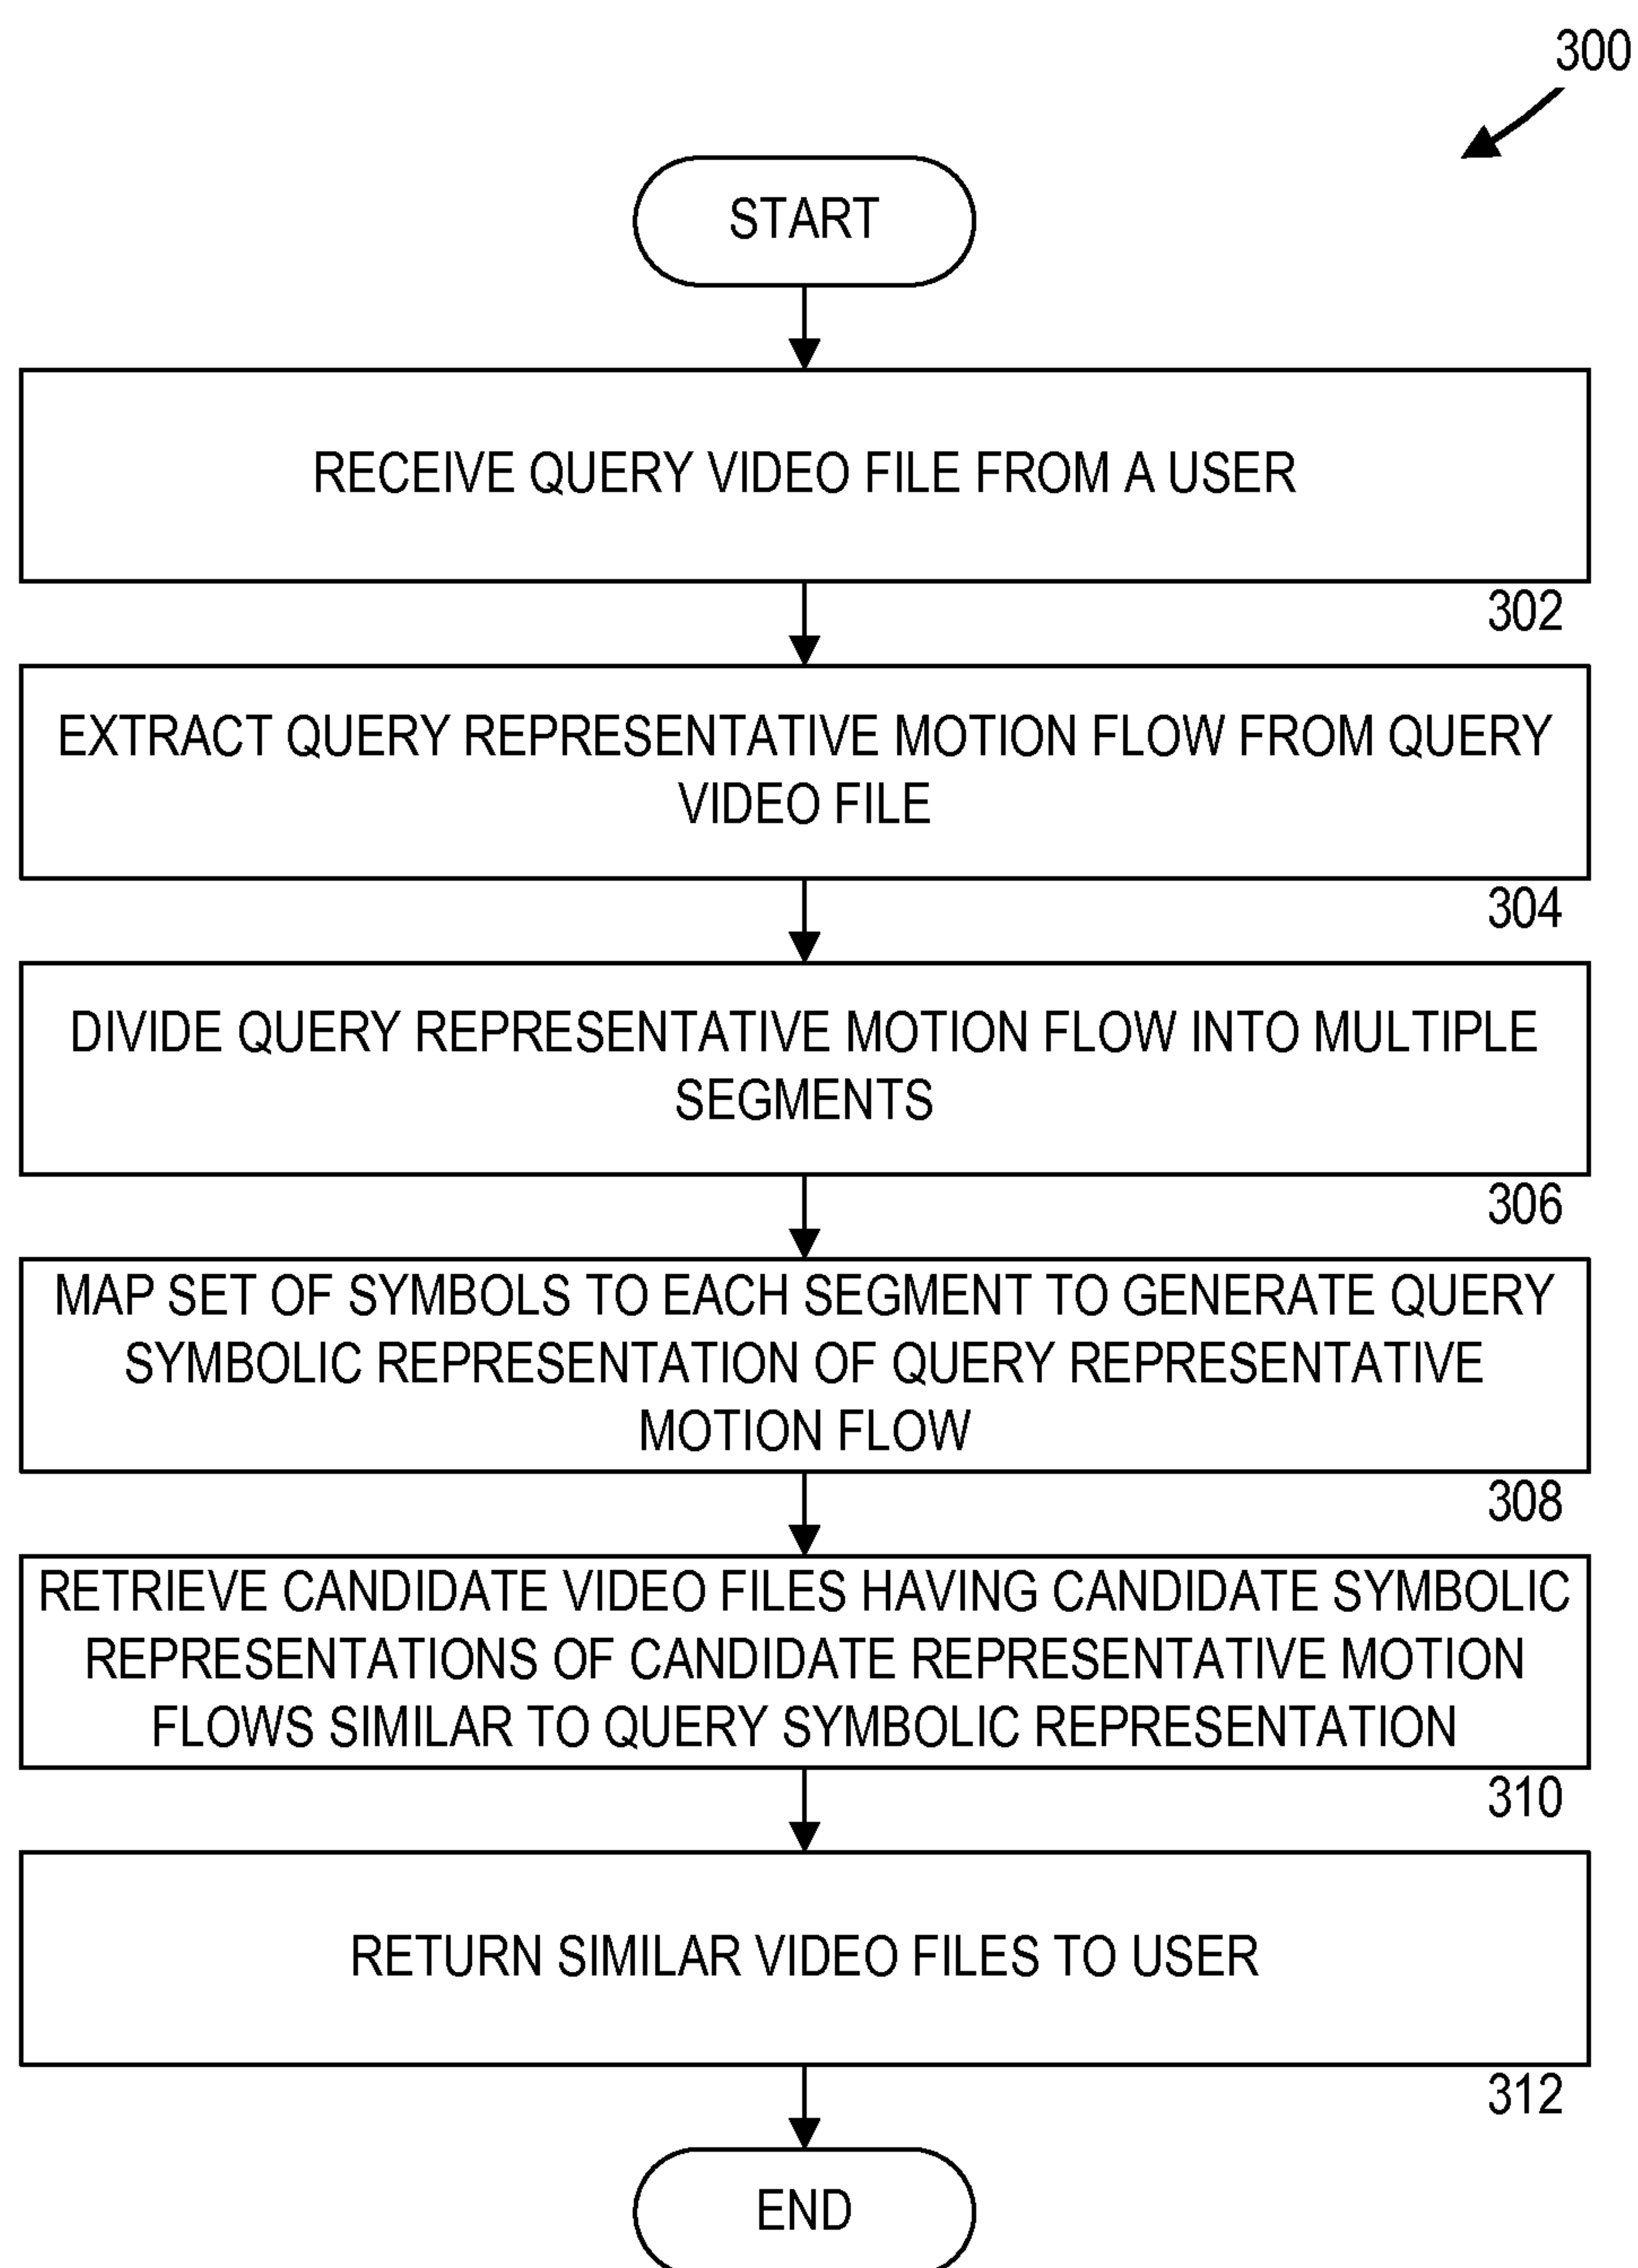 300
START
RECEIVE QUERY VIDEO FILE FROM A USER
302
EXTRACT QUERY REPRESENTATIVE MOTION FLOW FROM QUERY
VIDEO FILE
304
DIVIDE QUERY REPRESENTATIVE MOTION FLOW INTO MULTIPLE
SEGMENTS
306
MAP SET OF SYMBOLS TO EACH SEGMENT TO GENERATE QUERY
SYMBOLIC REPRESENTATION OF QUERY REPRESENTATIVE
MOTION FLOW
308
RETRIEVE CANDIDATE VIDEO FILES HAVING CANDIDATE SYMBOLIC
REPRESENTATIONS OF CANDIDATE REPRESENTATIVE MOTION
FLOWS SIMILAR TO QUERY SYMBOLIC REPRESENTATION
310
RETURN SIMILAR VIDEO FILES TO USER
312
END